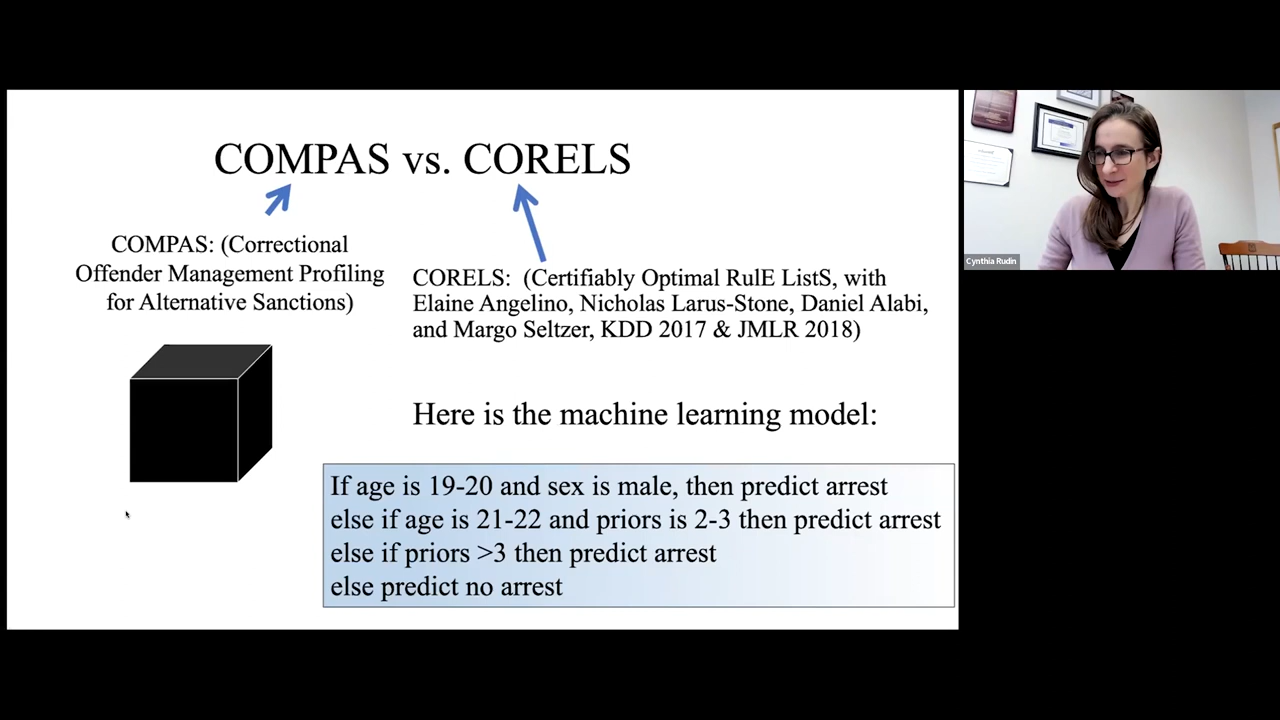 COMPAS vs. CORELS
COMPAS: (Correctional
Offender Management Profiling
for Alternative Sanctions)
CORELS:  (Certifiably Optimal RulE ListS, with
Elaine Angelino, Nicholas Larus-Stone, Daniel Alabi,
and Margo Seltzer, KDD 2017 & JMLR 2018)
Here is the machine learning model:
If age is 19-20 and sex is male, then predict arrest
else if age is 21-22 and priors is 2-3 then predict arrest
else if priors >3 then predict arrest
else predict no arrest
Cynthia Rudin